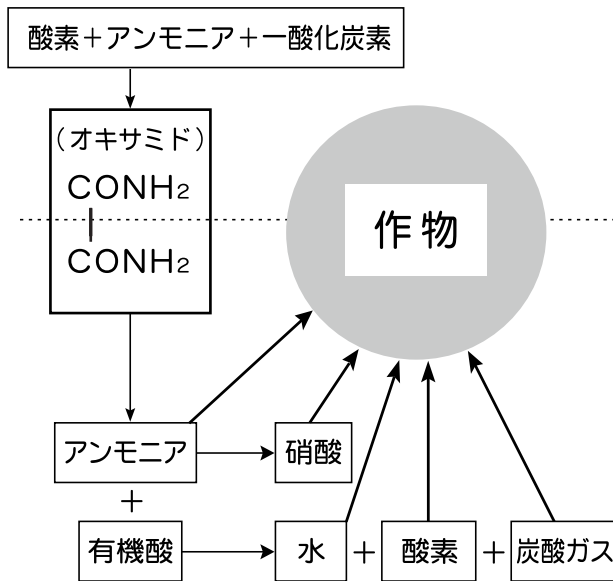 酸素+アンモニア+一酸化炭素
(オキサミド)
CONH2
CONH2
作物
アンモニア
硝酸
+
有機酸
水
+
酸素
+
炭酸ガス